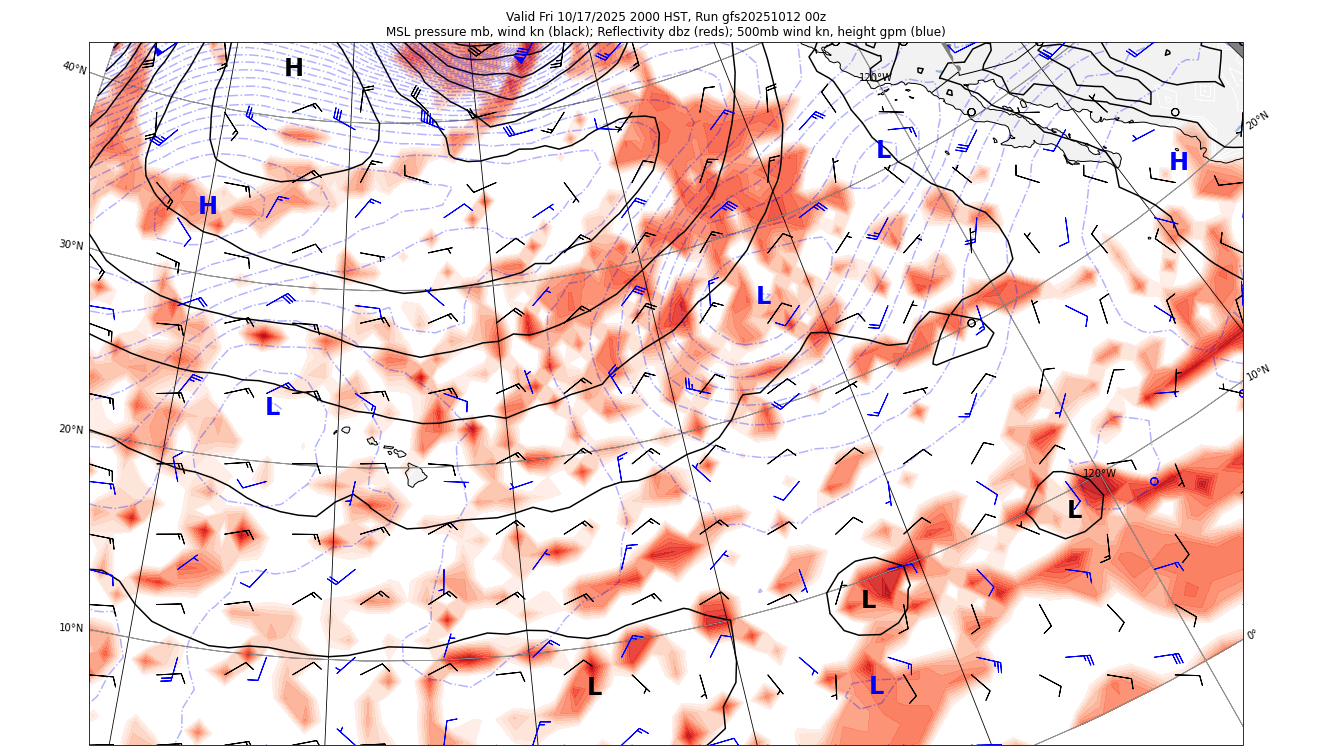 Valid Fri 10/17/2025 2000 HST, Run gfs20251012 00z
MSL pressure mb, wind kn (black); Reflectivity dbz (red); 500mb wind kn, height gpm (blue)
40°N
H
120°W
20°N
L
H
H
30°N
L
L
10°N
20°N
120°W
L
L
10°N
0°
L
L